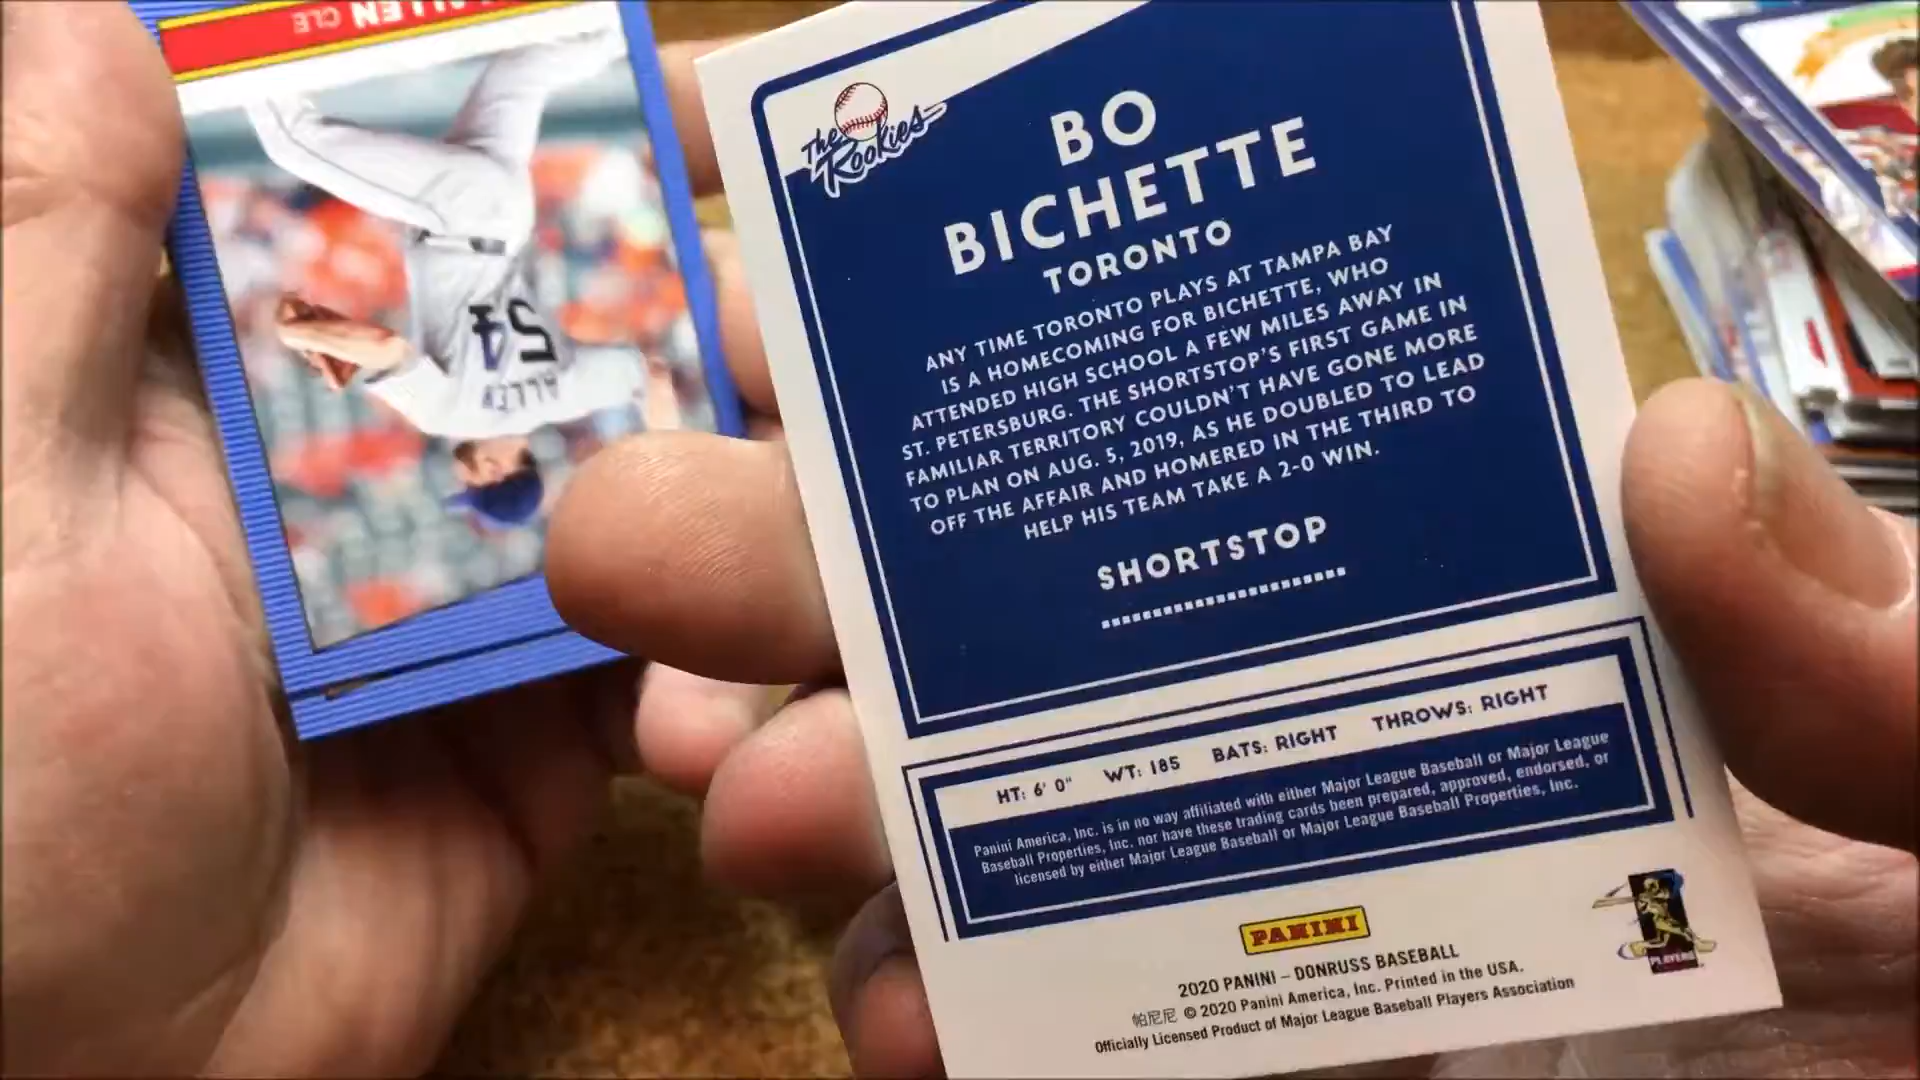 ALLEN CLE
54
ALLEN
The
Rookies
BO
BICHETTE
TORONTO
ANY TIME TORONTO PLAYS AT TAMPA BAY
IS A HOMECOMING FOR BICHETTE, WHO
ATTENDED HIGH SCHOOL A FEW MILES AWAY IN
ST. PETERSBURG. THE SHORTSTOP'S FIRST GAME IN
FAMILIAR TERRITORY COULDN'T HAVE GONE MORE
TO PLAN ON AUG. 5, 2019, AS HE DOUBLED TO LEAD
OFF THE AFFAIR AND HOMERED IN THE THIRD TO
HELP HIS TEAM TAKE A 2-0 WIN.
SHORTSTOP
HT: 6' 0" WT: 185 BATS: RIGHT THROWS: RIGHT
Panini America, Inc. is in no way affiliated with either Major League Baseball or Major League
Baseball Properties, Inc. nor have these trading cards been prepared, approved, endorsed, or
licensed by either Major League Baseball or Major League Baseball Properties, Inc.
PANINI
2020 PANINI – DONRUSS BASEBALL
帕尼尼 © 2020 Panini America, Inc. Printed in the USA.
Officially Licensed Product of Major League Baseball Players Association
PLAYERS